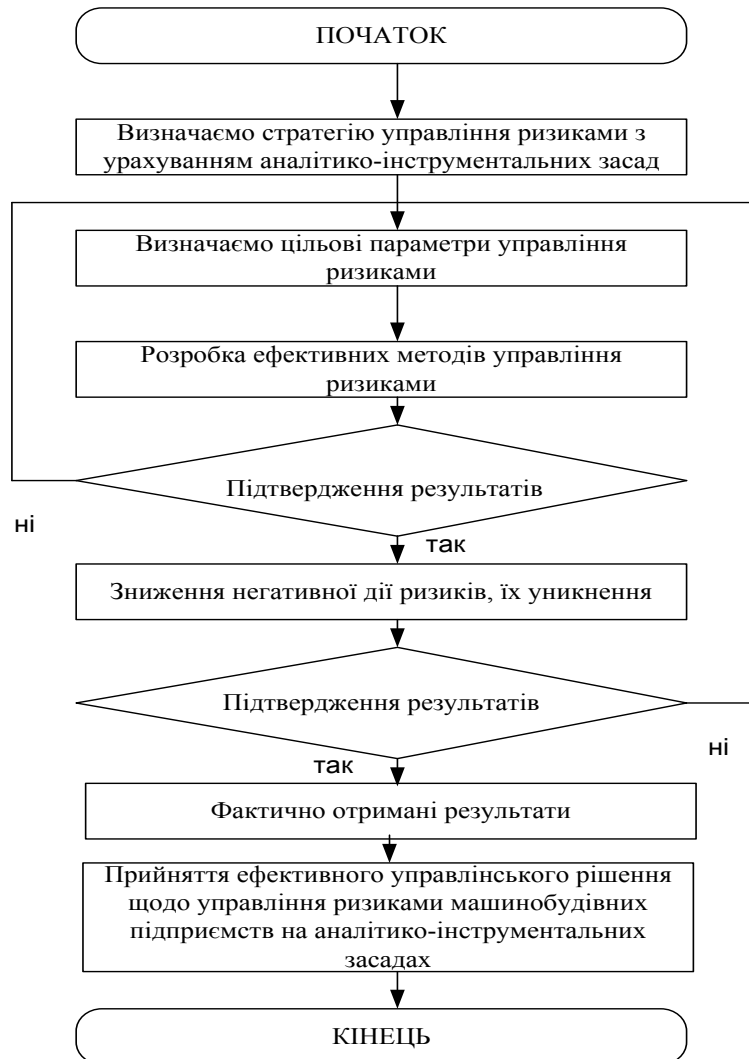 ПОЧАТОК
Визначаємо стратегію управління ризиками з
урахуванням аналітико-інструментальних засад
Визначаємо цільові параметри управління
ризиками
Розробка ефективних методів управління
ризиками
Підтвердження результатів
ні
так
Зниження негативної дії ризиків, їх уникнення
Підтвердження результатів
ні
так
Фактично отримані результати
Прийняття ефективного управлінського рішення
щодо управління ризиками машинобудівних
підприємств на аналітико-інструментальних
засадах
КІНЕЦЬ